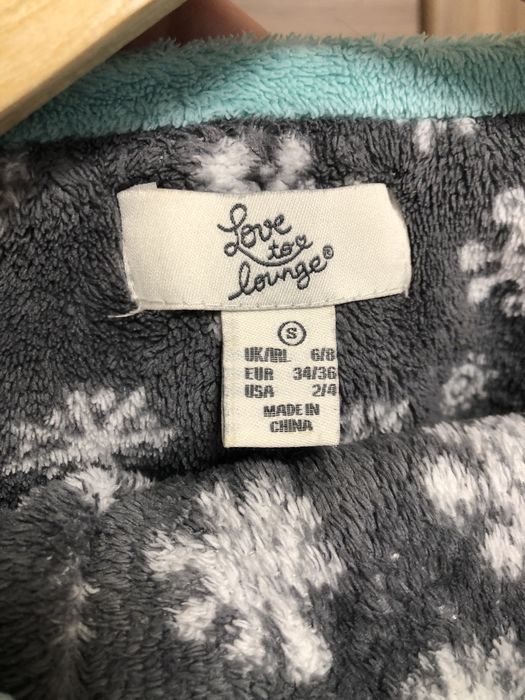 Love
to
lounge®
S
UK/IRL 6/8
EUR 34/36
USA 2/4
MADE IN
CHINA